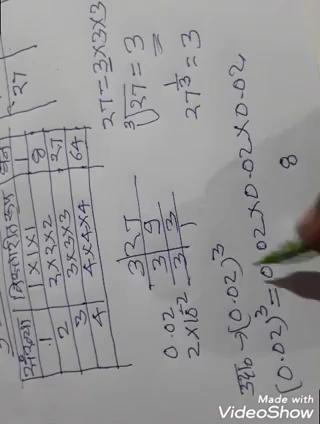 27
संख्या | विस्तारित रूप | घन
1 | 1×1×1 | 1
2 | 2×2×2 | 8
3 | 3×3×3 | 27
4 | 4×4×4 | 64
27 = 3×3×3
∛27 = 3
27^(1/3) = 3
3 | 27
3 | 9
3 | 3
0.02
2×10⁻²
→ (0.02)³
(0.02)³ = 0.02×0.02×0.02
8
Made with
VideoShow